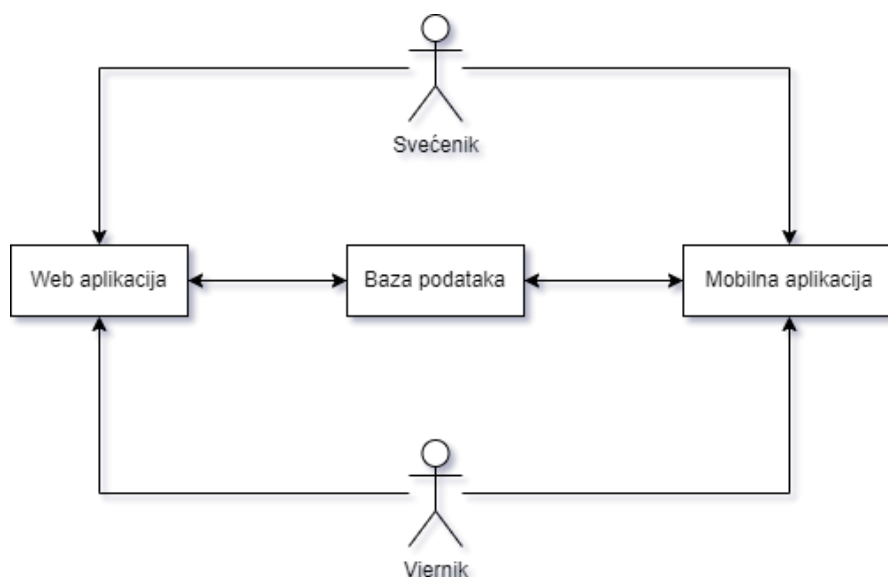 Svećenik
Web aplikacija
Baza podataka
Mobilna aplikacija
Vjernik